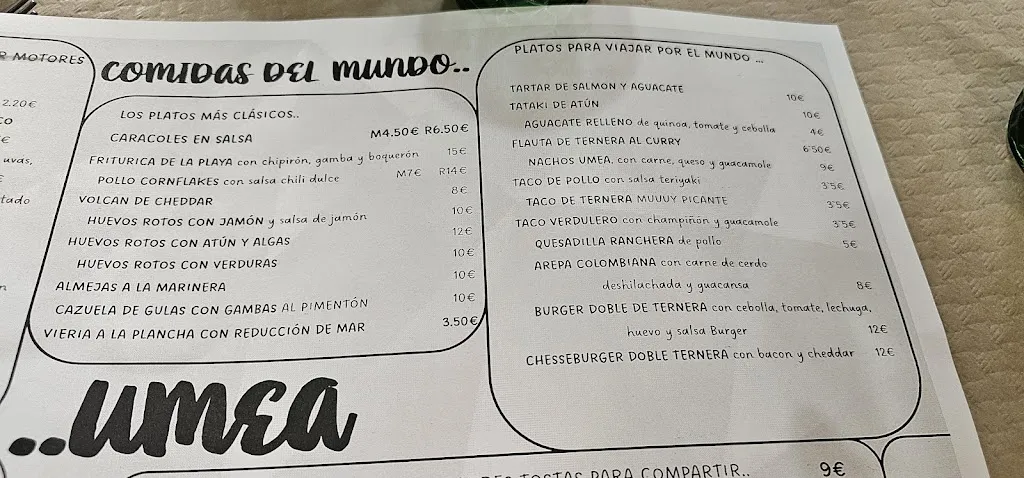 R MOTORES
2.20€
CO
€
uvas,
€
tado
n
COMIDAS DEL MUNDO..
LOS PLATOS MÁS CLÁSICOS..
CARACOLES EN SALSA M4.50€ R6.50€
FRITURICA DE LA PLAYA con chipirón, gamba y boquerón 15€
POLLO CORNFLAKES con salsa chili dulce M7€ R14€
VOLCAN DE CHEDDAR 8€
HUEVOS ROTOS CON JAMÓN y salsa de jamón 10€
HUEVOS ROTOS CON ATÚN Y ALGAS 12€
HUEVOS ROTOS CON VERDURAS 10€
ALMEJAS A LA MARINERA 10€
CAZUELA DE GULAS CON GAMBAS AL PIMENTÓN 10€
VIERIA A LA PLANCHA CON REDUCCIÓN DE MAR 3.50€
..UMEA
PLATOS PARA VIAJAR POR EL MUNDO ...
TARTAR DE SALMON Y AGUACATE 10€
TATAKI DE ATÚN 10€
AGUACATE RELLENO de quinoa, tomate y cebolla 4€
FLAUTA DE TERNERA AL CURRY 6'50€
NACHOS UMEA, con carne, queso y guacamole 9€
TACO DE POLLO con salsa teriyaki 3'5€
TACO DE TERNERA MUUUY PICANTE 3'5€
TACO VERDULERO con champiñón y guacamole 3'5€
QUESADILLA RANCHERA de pollo 5€
AREPA COLOMBIANA con carne de cerdo
deshilachada y guacansa 8€
BURGER DOBLE DE TERNERA con cebolla, tomate, lechuga,
huevo y salsa Burger 12€
CHESSEBURGER DOBLE TERNERA con bacon y cheddar 12€
TOSTAS PARA COMPARTIR.. 9€